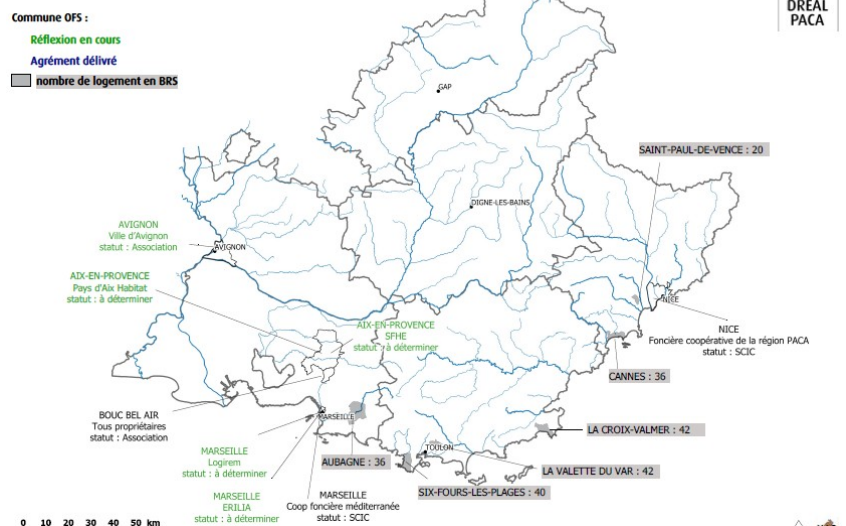 Commune OFS :
DREAL
PACA
Réflexion en cours
Agrément délivré
nombre de logement en BRS
GAP
SAINT-PAUL-DE-VENCE : 20
DIGNE-LES-BAINS
AVIGNON
Ville d'Avignon
statut : Association
AVIGNON
AIX-EN-PROVENCE
Pays d'Aix Habitat
statut : à déterminer
NICE
AIX-EN-PROVENCE
SFHE
statut : à déterminer
NICE
Foncière coopérative de la région PACA
statut : SCIC
CANNES : 36
BOUC BEL AIR
Tous propriétaires
statut : Association
MARSEILLE
LA CROIX-VALMER : 42
MARSEILLE
Logirem
statut : à déterminer
TOULON
AUBAGNE : 36
LA VALETTE DU VAR : 42
MARSEILLE
ERILIA
statut : à déterminer
MARSEILLE
Coop foncière méditerranée
statut : SCIC
SIX-FOURS-LES-PLAGES : 40
0 10 20 30 40 50 km